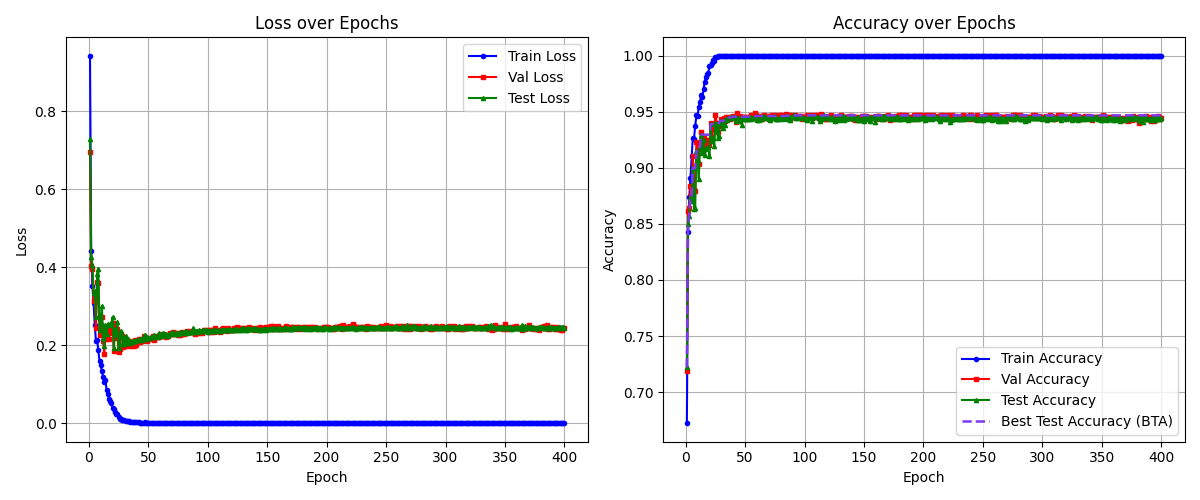 Loss over Epochs
Train Loss
Val Loss
Test Loss
Loss
0.8
0.6
0.4
0.2
0.0
0 50 100 150 200 250 300 350 400
Epoch
Accuracy over Epochs
Accuracy
1.00
0.95
0.90
0.85
0.80
0.75
0.70
Train Accuracy
Val Accuracy
Test Accuracy
Best Test Accuracy (BTA)
0 50 100 150 200 250 300 350 400
Epoch